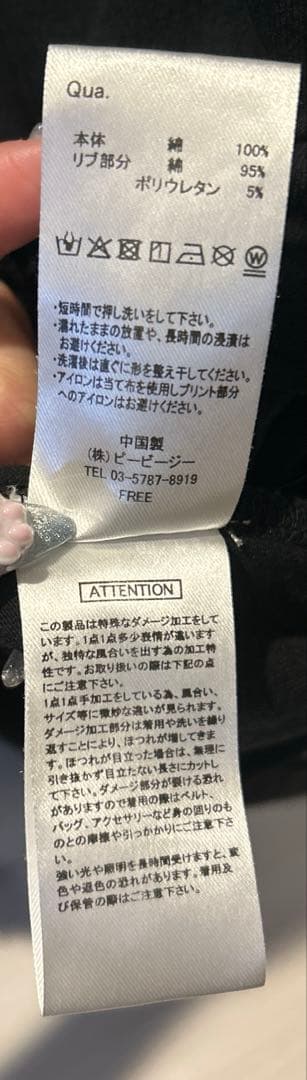 Qua.
本体 綿 100%
リブ部分 綿 95%
ポリウレタン 5%
・短時間で押し洗いをして下さい。
・濡れたままの放置や、長時間の浸漬は
お避けください。
・洗濯後は直ぐに形を整え干してください。
・アイロンは当て布を使用しプリント部分
へのアイロンはお避けください。
中国製
(株)ビービージー
TEL 03-5787-8919
FREE
ATTENTION
この製品は特殊なダメージ加工をして
います。1点1点多少表情が違います
が、独特な風合いを出す為の加工特
性です。お取り扱いの際は下記の点
にご注意下さい。
1点1点手加工をしている為、風合い、
サイズ等に微妙な違いが見られます。
ダメージ加工部分は着用や洗いを繰り
返すことにより、ほつれが増してきま
す。ほつれが目立った場合は、無理に
引き抜かず目立たない長さにカットし
て下さい。ダメージ部分が裂ける恐れ
がありますので着用の際はベルト、
バッグ、アクセサリーなど身の回りのも
のとの摩擦や引っかかりにご注意下さ
い。
強い光や照明を長時間受けますと、変
色や退色の恐れがあります。着用及
び保管の際はご注意下さい。